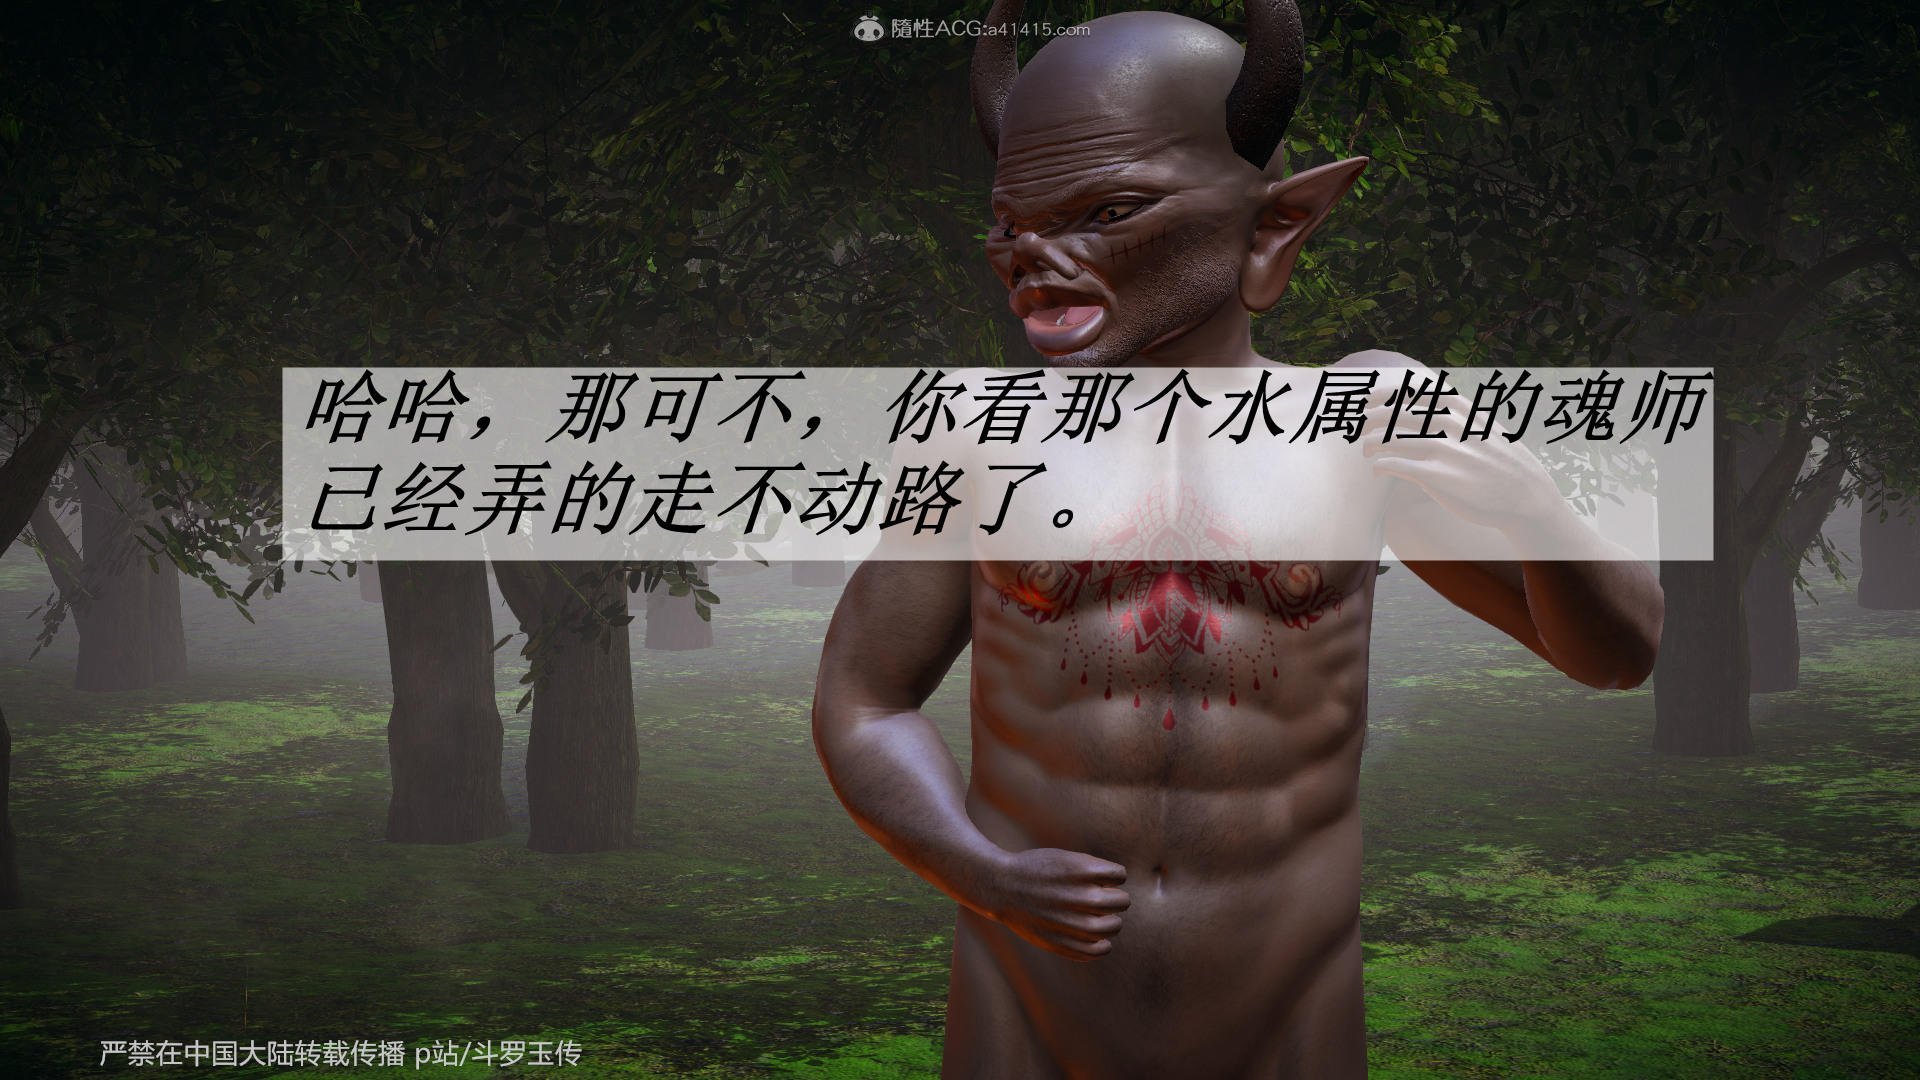 隨性ACG:a41415.com
哈哈，那可不，你看那个水属性的魂师
已经弄的走不动路了。
严禁在中国大陆转载传播 p站/斗罗玉传